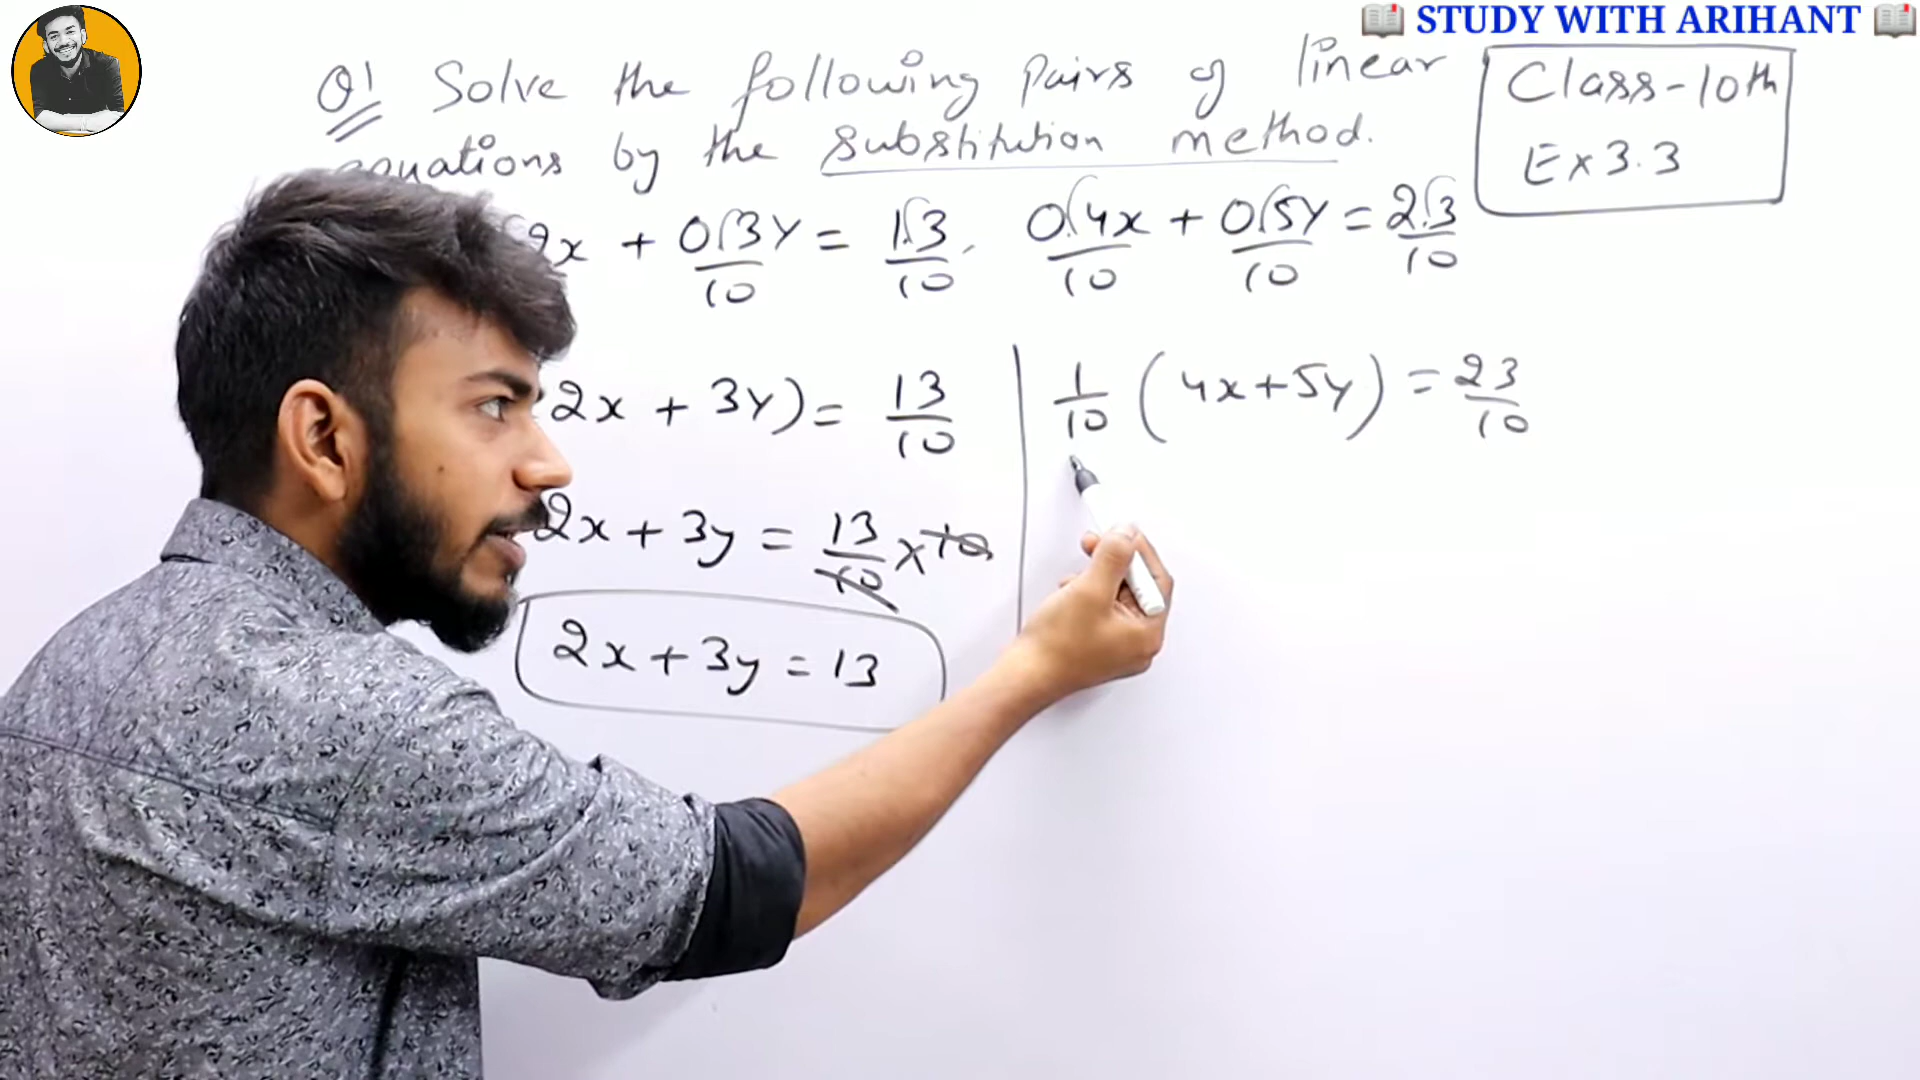 📖 STUDY WITH ARIHANT 📖
Q1 Solve the following pairs of linear
equations by the substitution method.
Class-10th
Ex 3.3
2x + 0.3y/10 = 1.3/10, 0.4x/10 + 0.5y/10 = 2.3/10
2x + 3y) = 13/10
1/10 (4x+5y) = 23/10
2x + 3y = 13/10 x 10
2x + 3y = 13